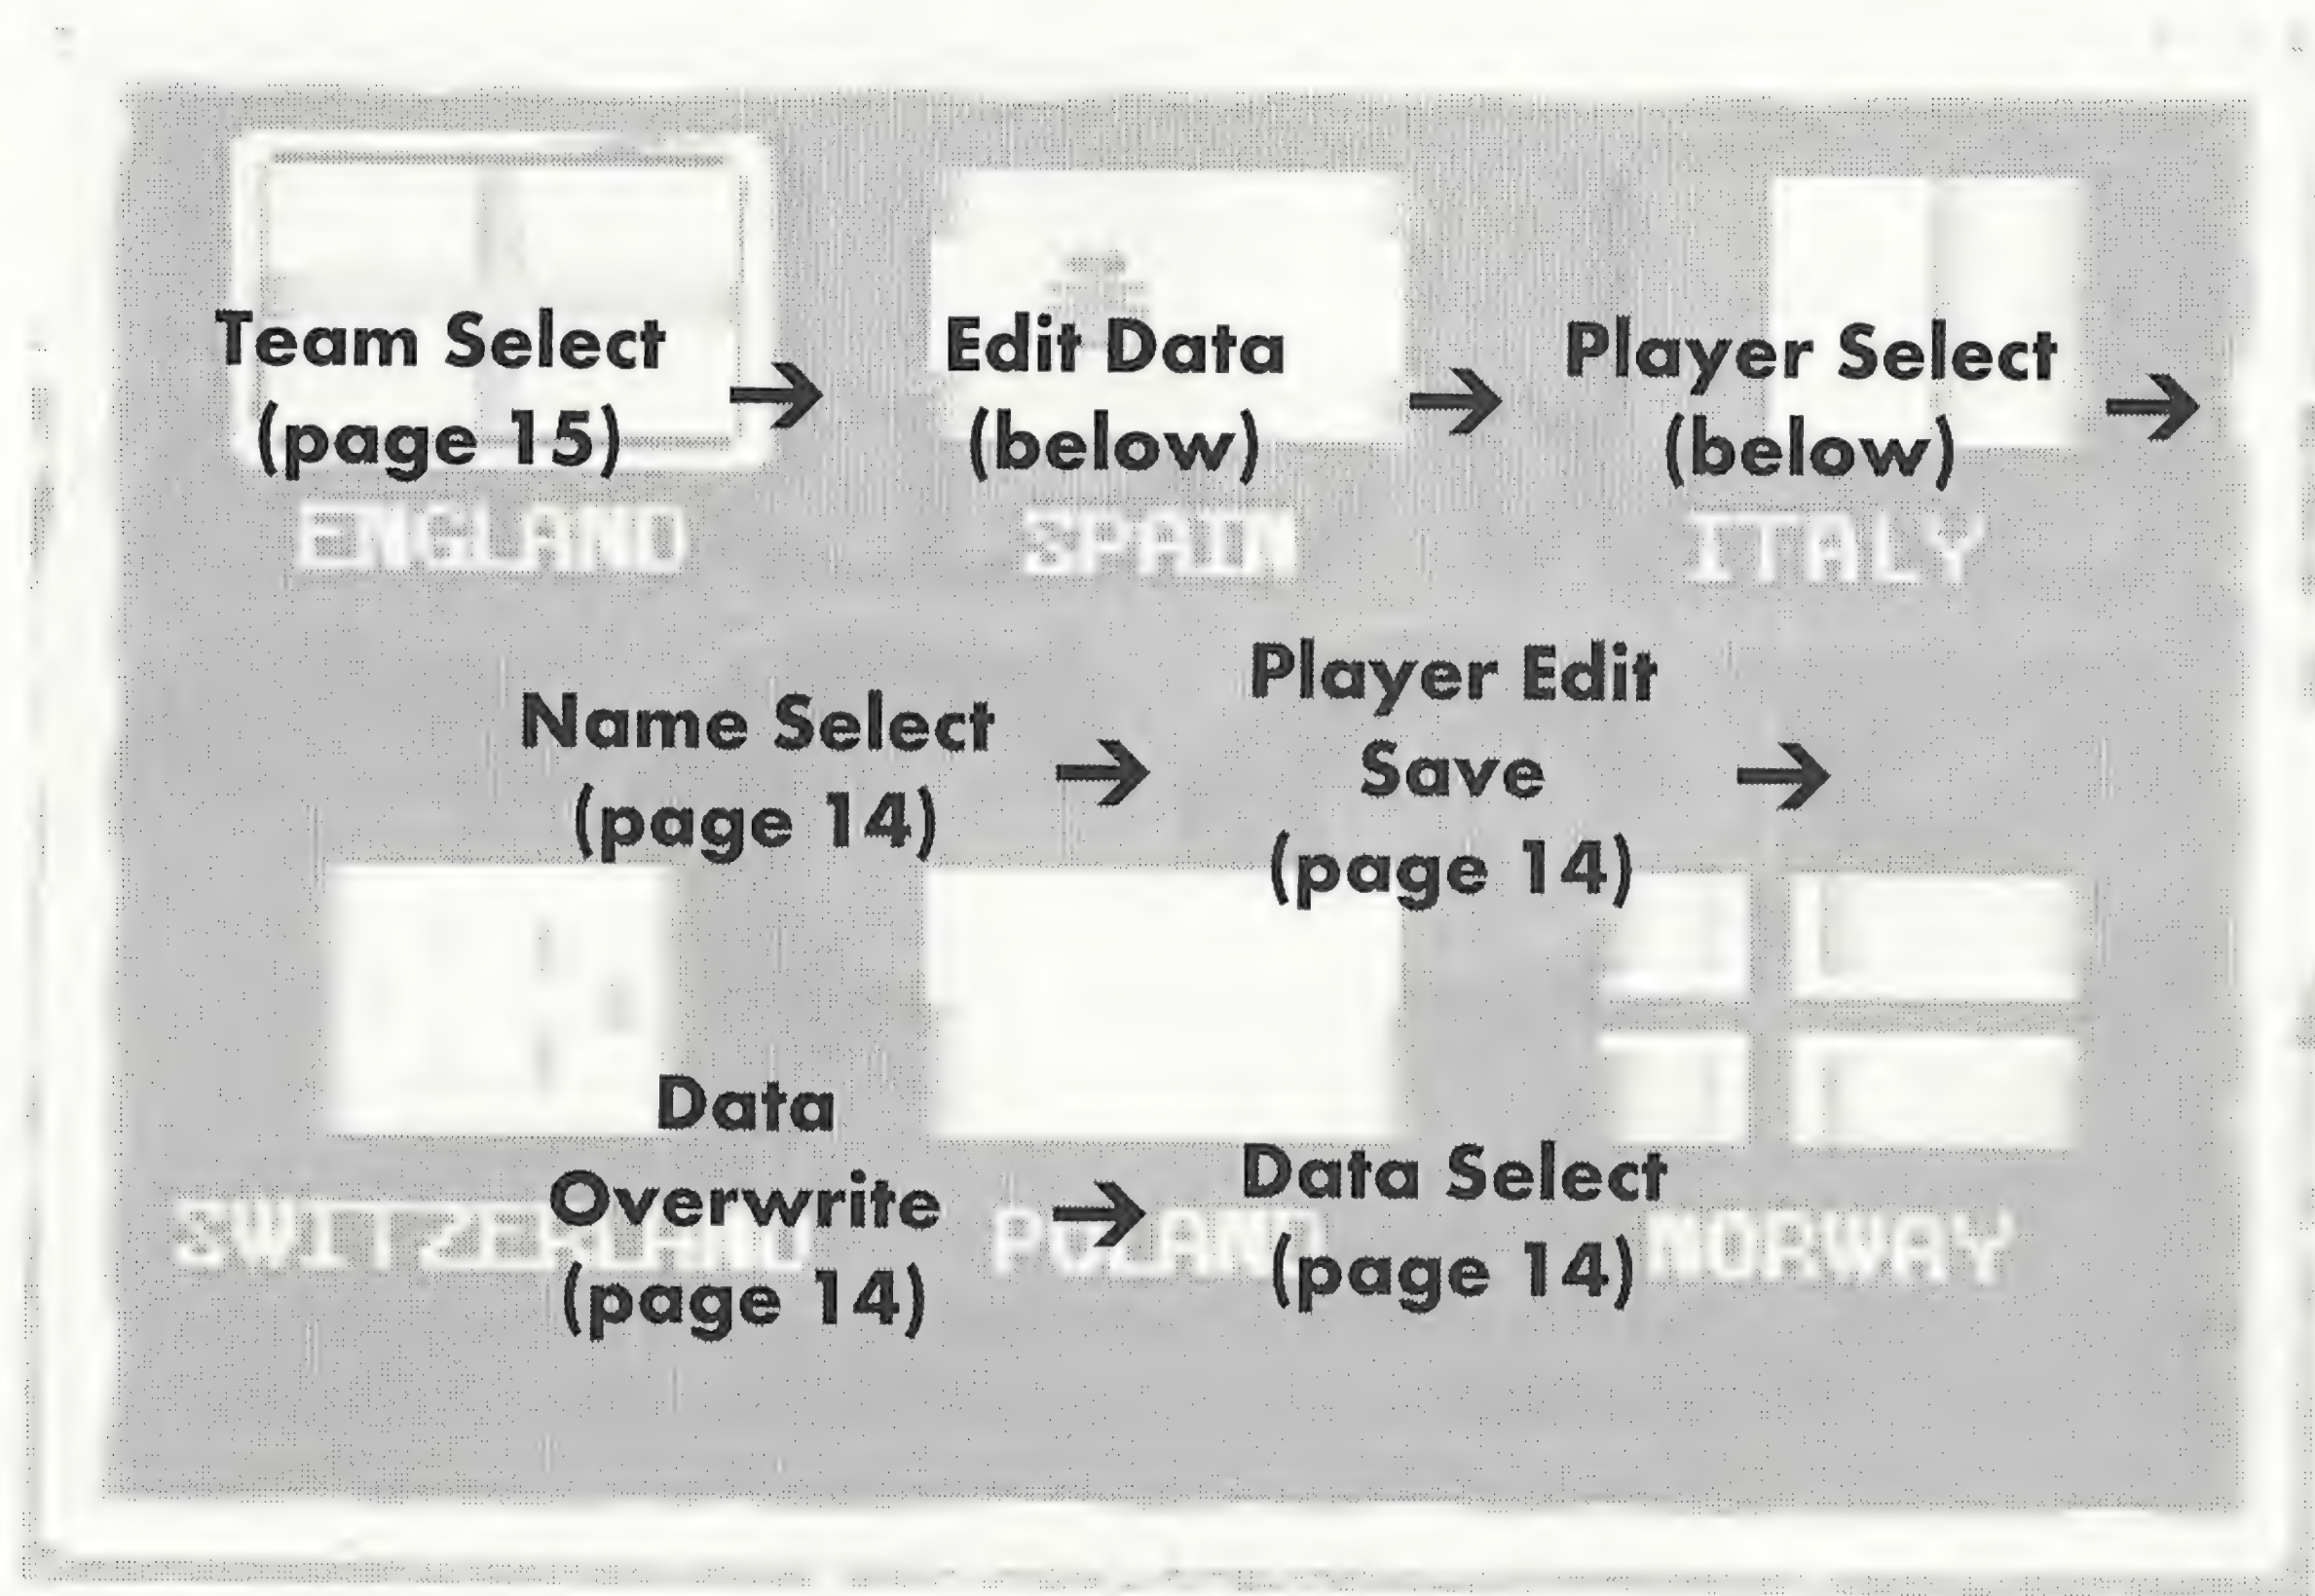 Team Select → Edit Data → Player Select →
(page 15) (below) (below)
ENGLAND SPAIN ITALY
Name Select → Player Edit Save →
(page 14) (page 14)
Data Overwrite → Data Select
(page 14) (page 14)
SWITZERLAND POLAND NORWAY